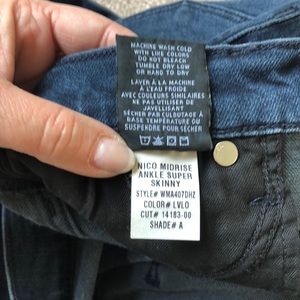 MACHINE WASH COLD
WITH LIKE COLORS
DO NOT BLEACH
TUMBLE DRY LOW
OR HANG TO DRY
LAVER À LA MACHINE
À L'EAU FROIDE
AVEC COULEURS SIMILAIRES
NE PAS UTILISER DE
JAVELLISANT
SÉCHER PAR CULBUTAGE À
BASSE TEMPÉRATURE OU
SUSPENDRE POUR SÉCHER
NICO MIDRISE
ANKLE SUPER
SKINNY
STYLE# WMA407DHZ
COLOR# LVLO
CUT# 14183-00
SHADE# A